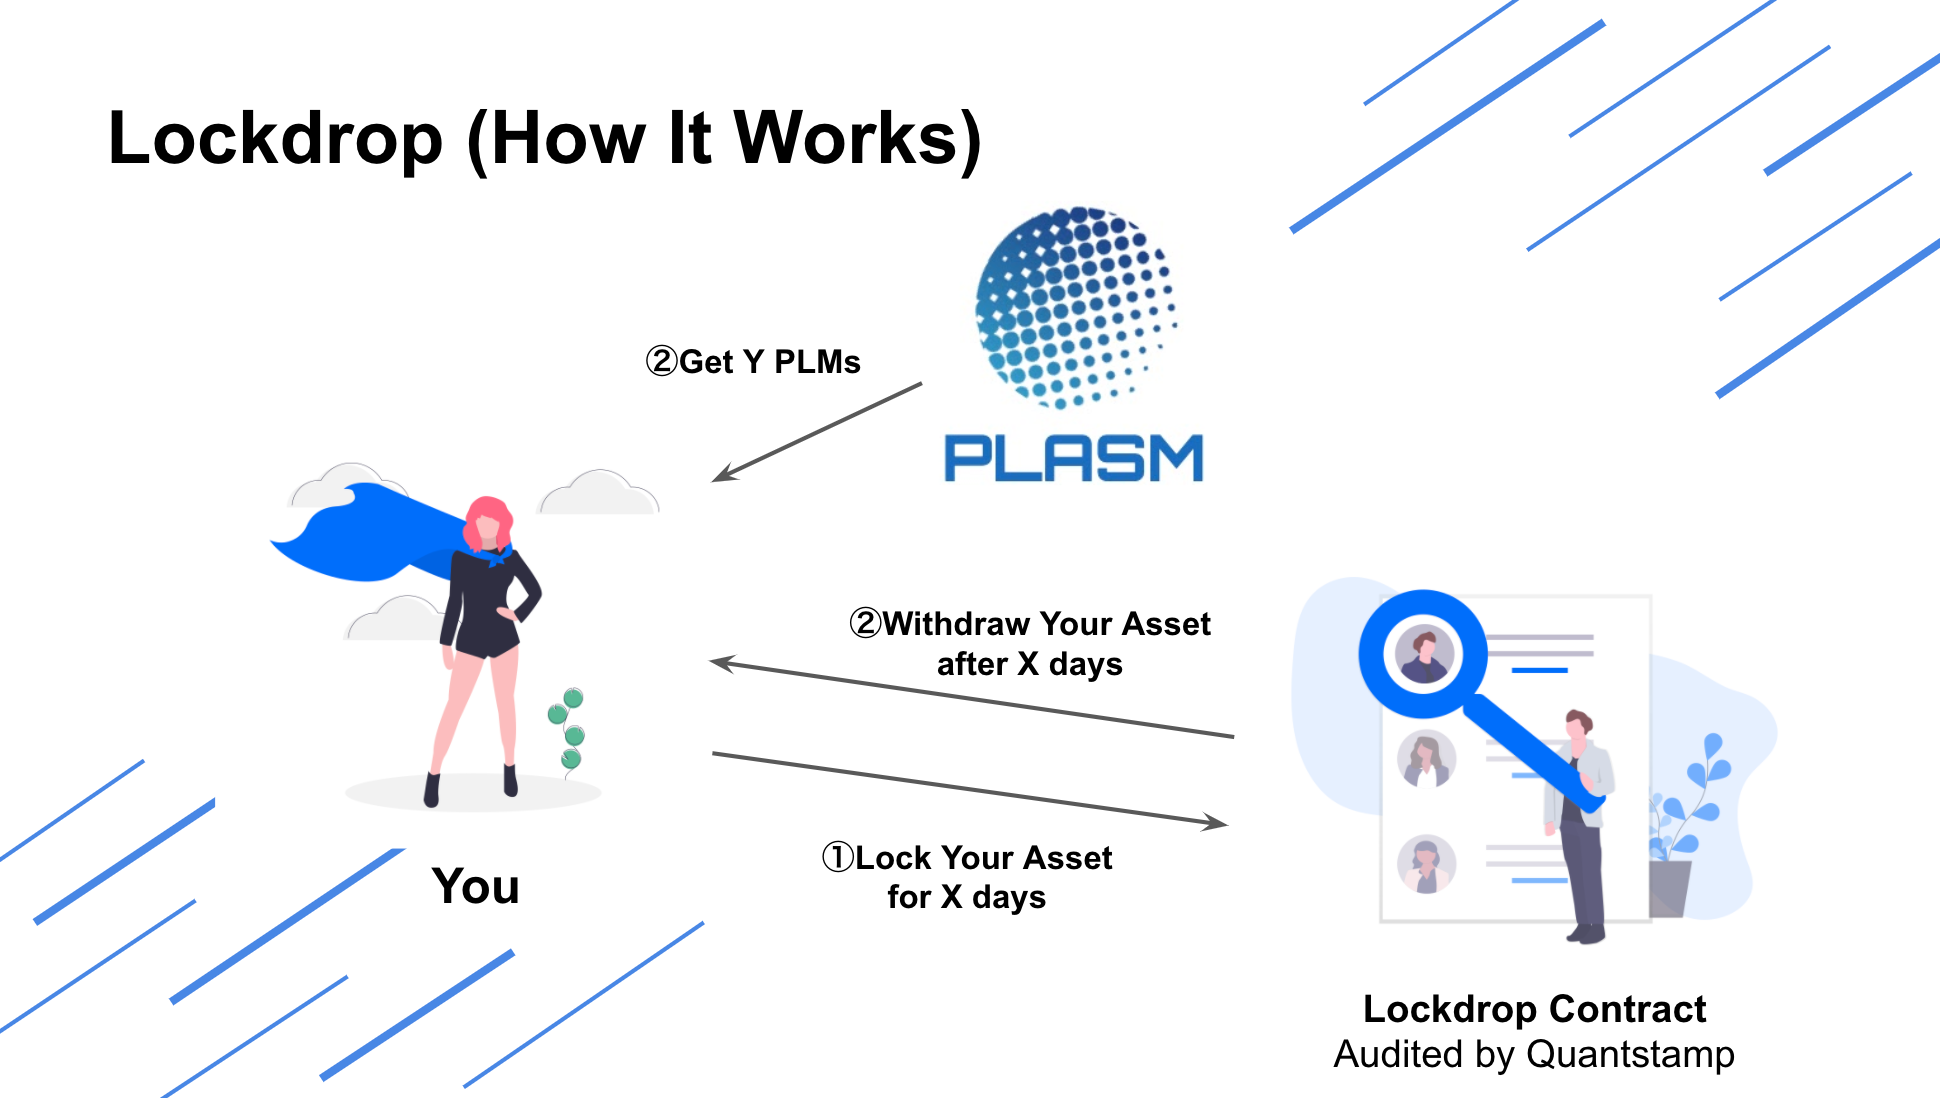 Lockdrop (How It Works)
②Get Y PLMs
PLASM
②Withdraw Your Asset
after X days
①Lock Your Asset
for X days
You
Lockdrop Contract
Audited by Quantstamp